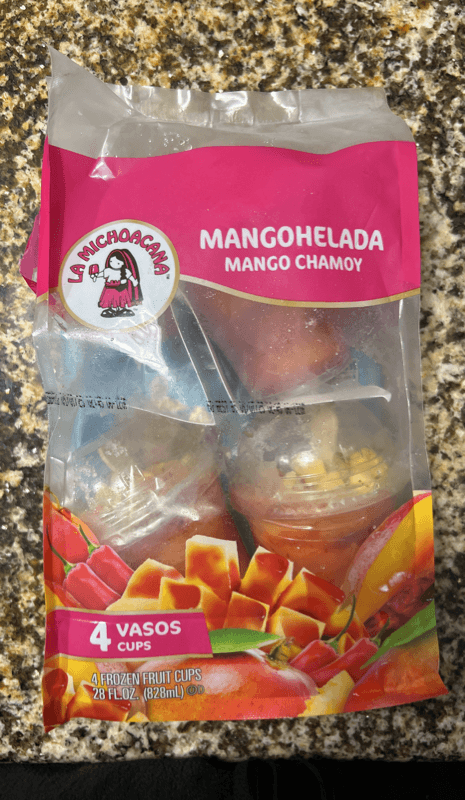 MANGOHELADA
MANGO CHAMOY
LA MICHOACANA
4 VASOS
CUPS
4 FROZEN FRUIT CUPS
28 FL.OZ. (828mL)